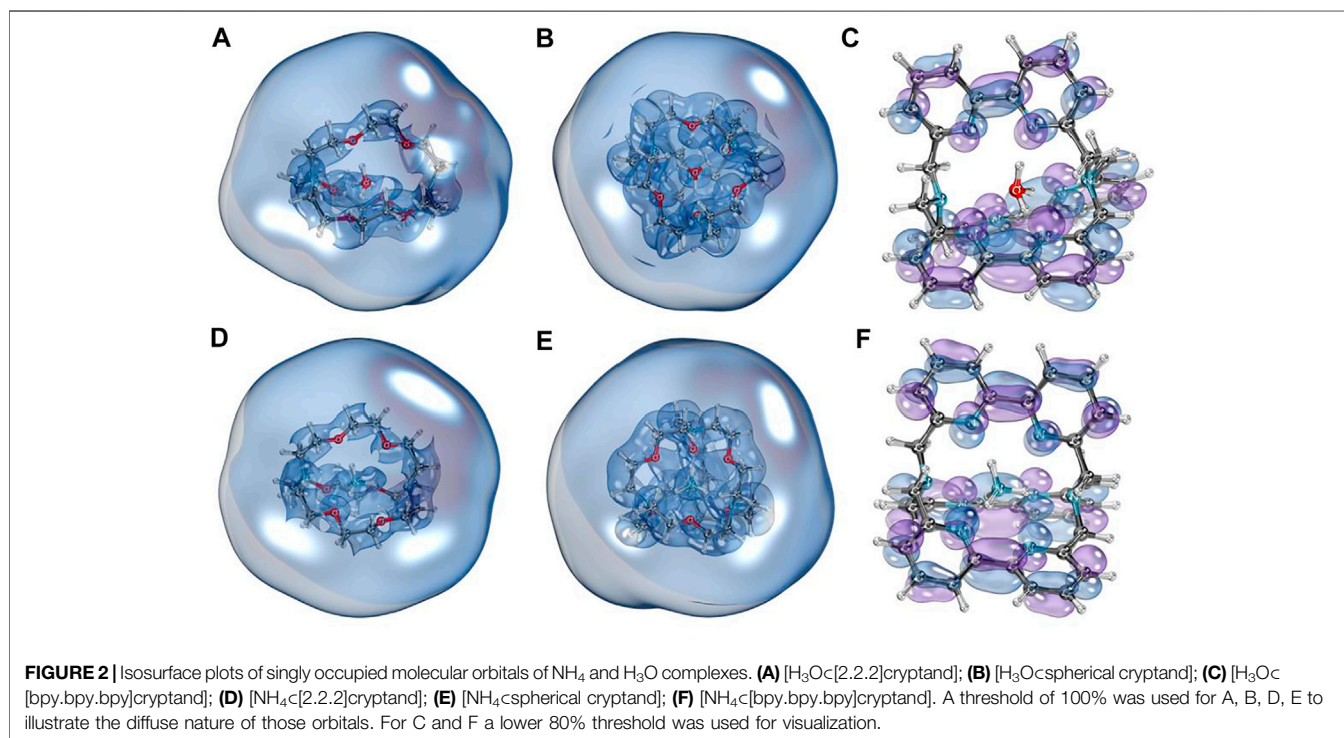 A
B
C
D
E
F
FIGURE 2 | Isosurface plots of singly occupied molecular orbitals of NH₄ and H₃O complexes. (A) [H₃O⊂[2.2.2]cryptand]; (B) [H₃O⊂spherical cryptand]; (C) [H₃O⊂
[bpy.bpy.bpy]cryptand]; (D) [NH₄⊂[2.2.2]cryptand]; (E) [NH₄⊂spherical cryptand]; (F) [NH₄⊂[bpy.bpy.bpy]cryptand]. A threshold of 100% was used for A, B, D, E to
illustrate the diffuse nature of those orbitals. For C and F a lower 80% threshold was used for visualization.